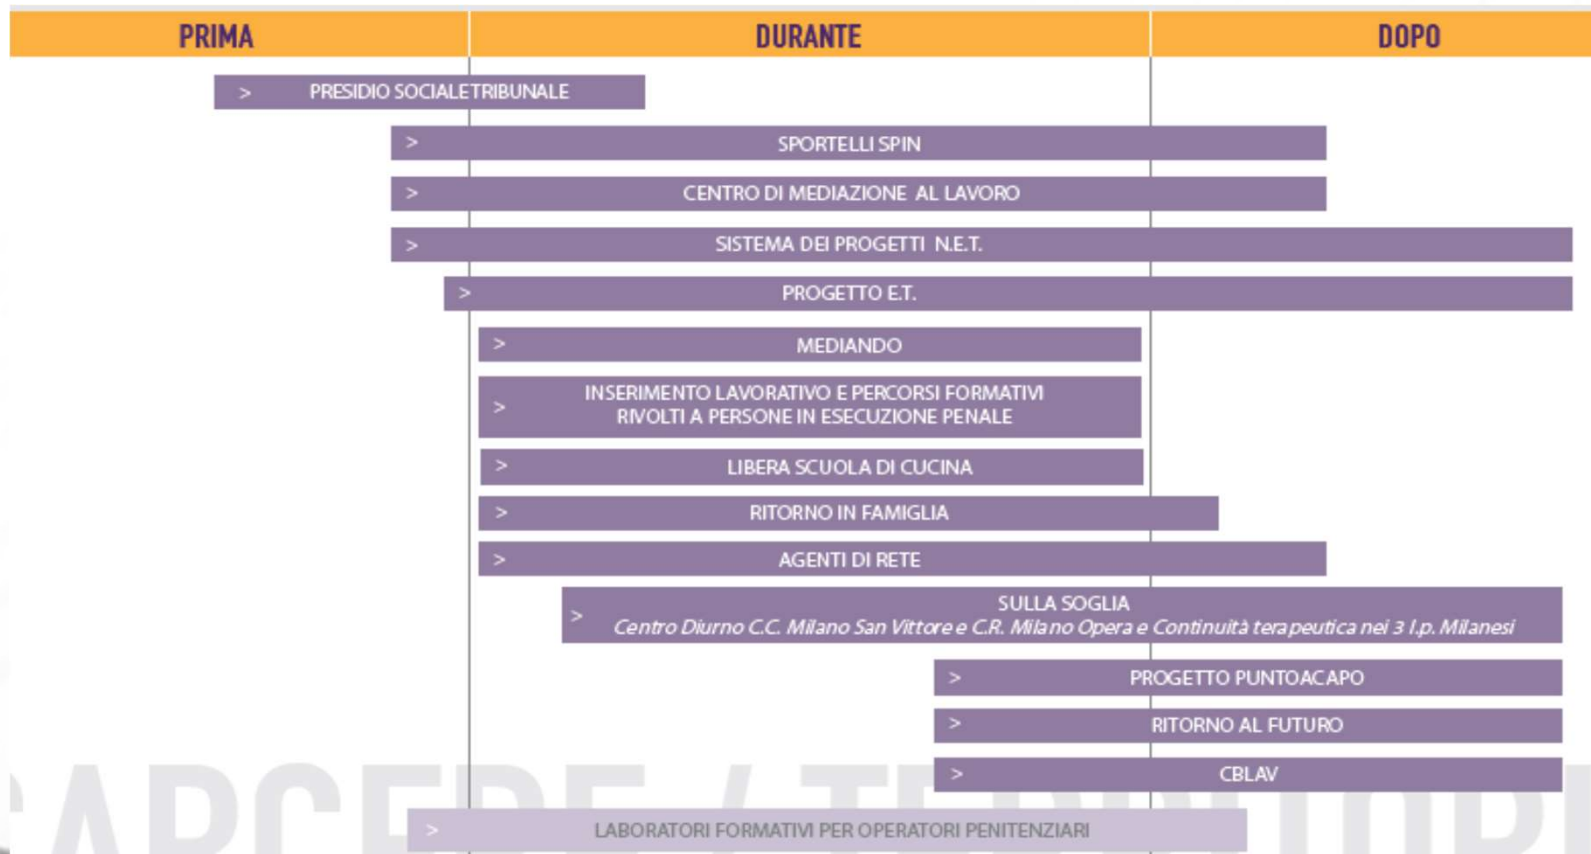 PRIMA DURANTE DOPO
> PRESIDIO SOCIALETRIBUNALE
> SPORTELLI SPIN
> CENTRO DI MEDIAZIONE AL LAVORO
> SISTEMA DEI PROGETTI N.E.T.
> PROGETTO E.T.
> MEDIANDO
> INSERIMENTO LAVORATIVO E PERCORSI FORMATIVI
RIVOLTI A PERSONE IN ESECUZIONE PENALE
> LIBERA SCUOLA DI CUCINA
> RITORNO IN FAMIGLIA
> AGENTI DI RETE
> SULLA SOGLIA
Centro Diurno C.C. Milano San Vittore e C.R. Milano Opera e Continuità terapeutica nei 3 I.p. Milanesi
> PROGETTO PUNTOACAPO
> RITORNO AL FUTURO
> CBLAV
> LABORATORI FORMATIVI PER OPERATORI PENITENZIARI